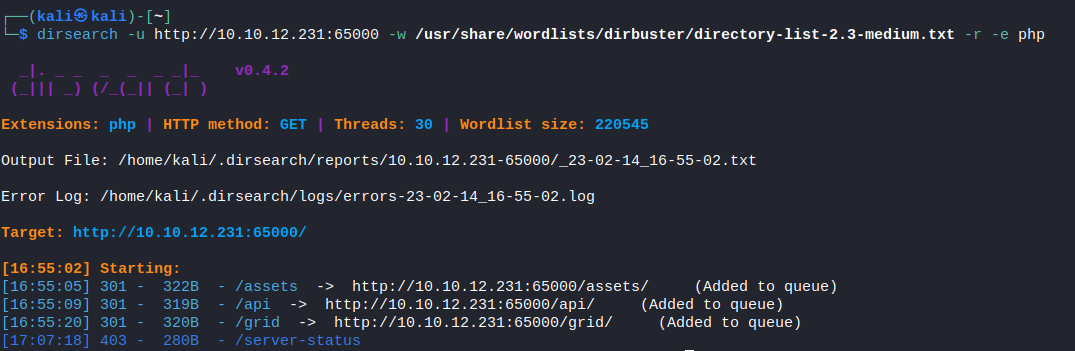 ┌──(kali㉿kali)-[~]
└─$ dirsearch -u http://10.10.12.231:65000 -w /usr/share/wordlists/dirbuster/directory-list-2.3-medium.txt -r -e php
  _|. _ _  _  _  _ _|_    v0.4.2
 (_||| _) (/_(_|| (_| )
Extensions: php | HTTP method: GET | Threads: 30 | Wordlist size: 220545
Output File: /home/kali/.dirsearch/reports/10.10.12.231-65000/_23-02-14_16-55-02.txt
Error Log: /home/kali/.dirsearch/logs/errors-23-02-14_16-55-02.log
Target: http://10.10.12.231:65000/
[16:55:02] Starting:
[16:55:05] 301 -  322B  - /assets  ->  http://10.10.12.231:65000/assets/     (Added to queue)
[16:55:09] 301 -  319B  - /api  ->  http://10.10.12.231:65000/api/     (Added to queue)
[16:55:20] 301 -  320B  - /grid  ->  http://10.10.12.231:65000/grid/     (Added to queue)
[17:07:18] 403 -  280B  - /server-status